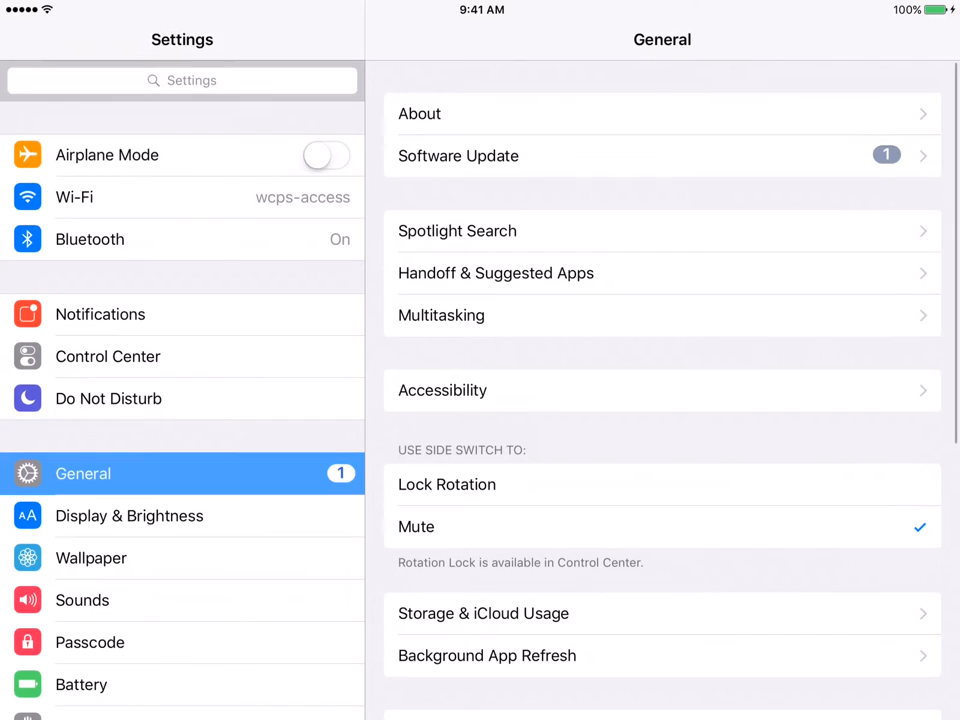 9:41 AM
100%
Settings
General
Settings
Airplane Mode
Wi-Fi wcps-access
Bluetooth On
Notifications
Control Center
Do Not Disturb
General 1
AA Display & Brightness
Wallpaper
Sounds
Passcode
Battery
About
Software Update 1
Spotlight Search
Handoff & Suggested Apps
Multitasking
Accessibility
USE SIDE SWITCH TO:
Lock Rotation
Mute
Rotation Lock is available in Control Center.
Storage & iCloud Usage
Background App Refresh